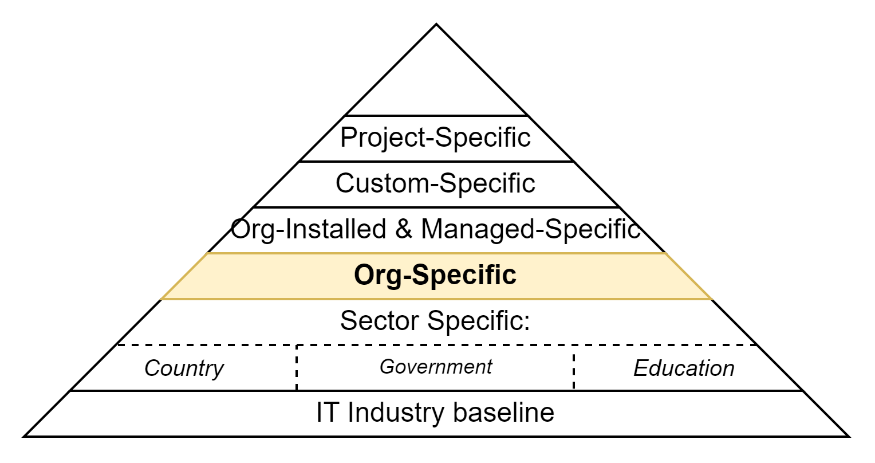 Project-Specific
Custom-Specific
Org-Installed & Managed-Specific
Org-Specific
Sector Specific:
Country Government Education
IT Industry baseline